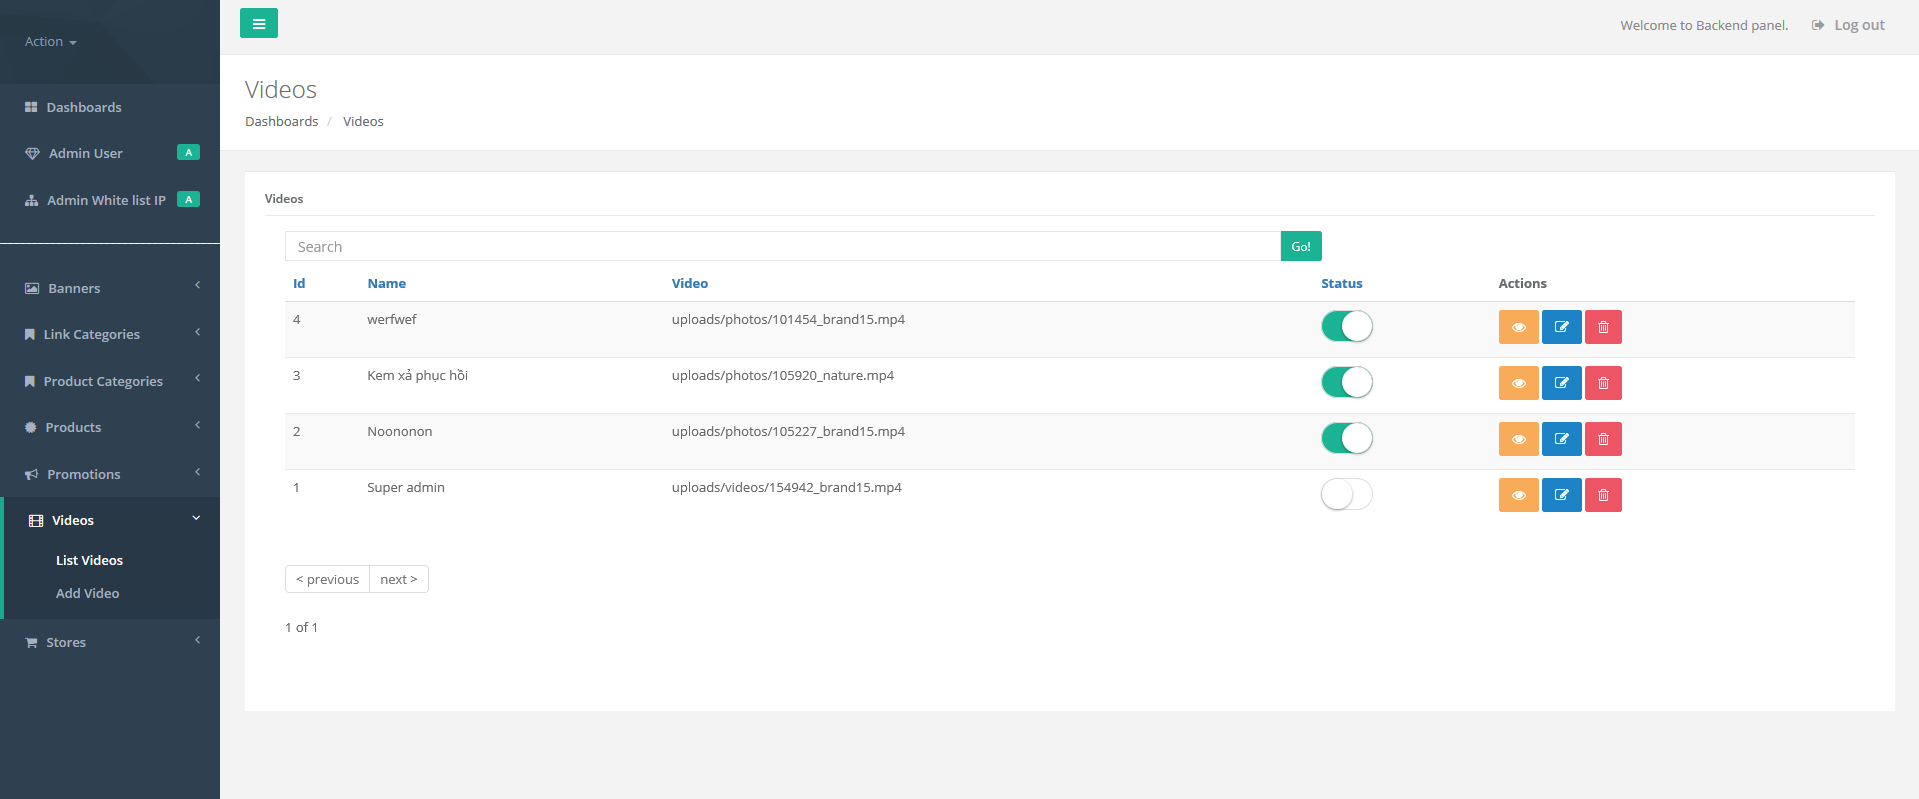 Action
Dashboards
Admin User A
Admin White list IP A
Banners
Link Categories
Product Categories
Products
Promotions
Videos
List Videos
Add Video
Stores
Welcome to Backend panel. Log out
Videos
Dashboards / Videos
Videos
Search Go!
Id Name Video Status Actions
4 werfwef uploads/photos/101454_brand15.mp4
3 Kem xả phục hồi uploads/photos/105920_nature.mp4
2 Noononon uploads/photos/105227_brand15.mp4
1 Super admin uploads/videos/154942_brand15.mp4
< previous next >
1 of 1